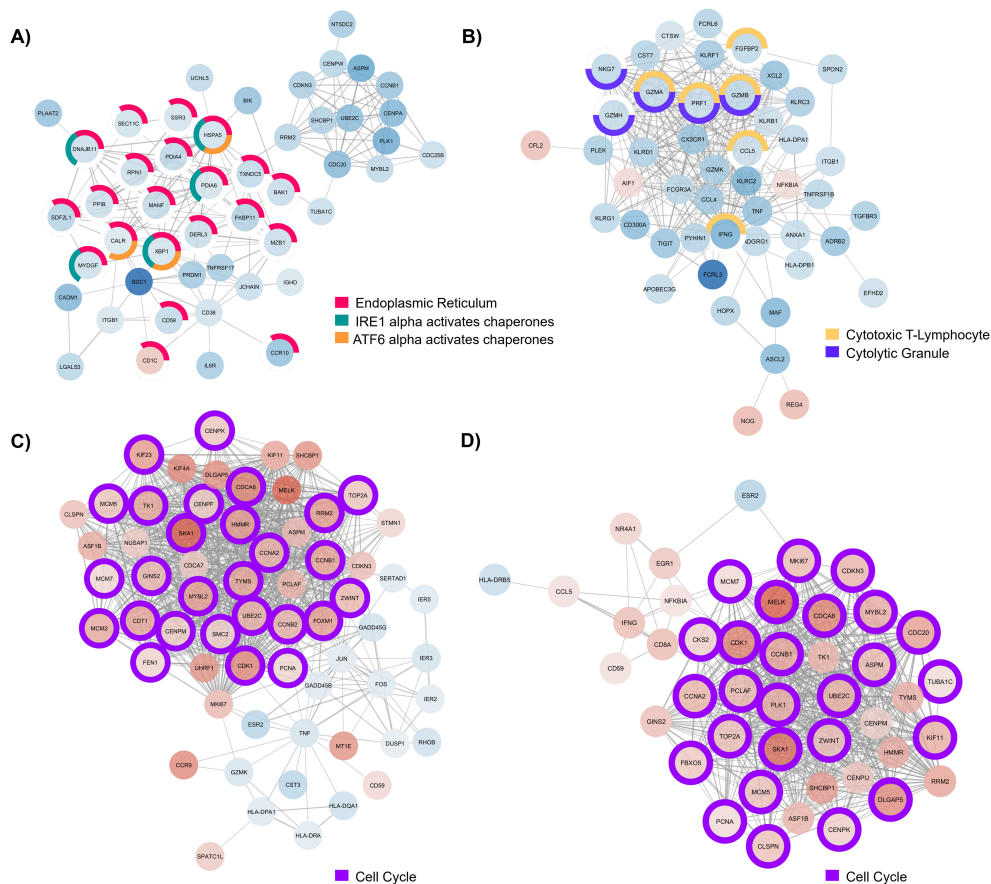 A)
NT5DC2
CENPW
ASPM
CDKN3
CCNB1
UCHL5
BIK
SHCBP1
UBE2C
CENPA
PLAAT2
SEC11C
SSR3
HSPA5
RRM2
PLK1
DNAJB11
PDIA4
CDC20
MYBL2
CDC25B
RPN1
PDIA6
TXNDC5
BAK1
TUBA1C
SDF2L1
PPIB
MANF
FKBP11
DERL3
MZB1
CALR
XBP1
MYDGF
SDC1
PRDM1
TNFRSF17
JCHAIN
IGHD
CADM1
ITGB1
CD59
CD38
CD1C
CCR10
LGALS3
IL6R
Endoplasmic Reticulum
IRE1 alpha activates chaperones
ATF6 alpha activates chaperones
B)
FCRL6
CTSW
FGFBP2
CST7
KLRF1
NKG7
SPON2
XCL2
GZMA
PRF1
GZMB
KLRC3
GZMH
KLRB1
CX3CR1
HLA-DPA1
CFL2
PLEK
KLRD1
CCL5
ITGB1
GZMK
AIF1
FCGR3A
KLRC2
NFKBIA
CCL4
TNFRSF1B
KLRG1
TNF
CD300A
TGFBR3
TIGIT
PYHIN1
IFNG
ADGRG1
ANXA1
ADRB2
FCRL3
HLA-DPB1
APOBEC3G
EFHD2
HOPX
MAF
ASCL2
REG4
NOG
Cytotoxic T-Lymphocyte
Cytolytic Granule
C)
CENPK
KIF23
KIF11
SHCBP1
KIF4A
DLGAP5
CDCA8
MELK
TOP2A
MCM5
TK1
CENPF
RRM2
CLSPN
HMMR
STMN1
SKA1
ASPM
ASF1B
NUSAP1
CCNA2
CCNB1
CDKN3
CDCA7
MCM7
GINS2
TYMS
PCLAF
SERTAD1
MYBL2
ZWINT
IER5
MCM2
CDT1
UBE2C
CCNB2
FOXM1
CENPM
SMC2
GADD45G
FEN1
UHRF1
CDK1
PCNA
JUN
IER3
MKI67
GADD45B
FOS
IER2
ESR2
TNF
MT1E
DUSP1
RHOB
CCR9
GZMK
CST3
CD59
HLA-DPA1
HLA-DQA1
HLA-DRA
SPATC1L
Cell Cycle
D)
ESR2
NR4A1
EGR1
MKI67
CDKN3
HLA-DRB5
MCM7
CCL5
NFKBIA
MELK
CDCA8
MYBL2
IFNG
CKS2
CDK1
CDC20
CCNB1
CD59
CD8A
TK1
ASPM
TUBA1C
CCNA2
PCLAF
UBE2C
TYMS
PLK1
GINS2
CENPM
TOP2A
SKA1
ZWINT
KIF11
HMMR
FBXO5
CENPU
RRM2
MCM5
SHCBP1
DLGAP5
PCNA
ASF1B
CENPK
CLSPN
Cell Cycle